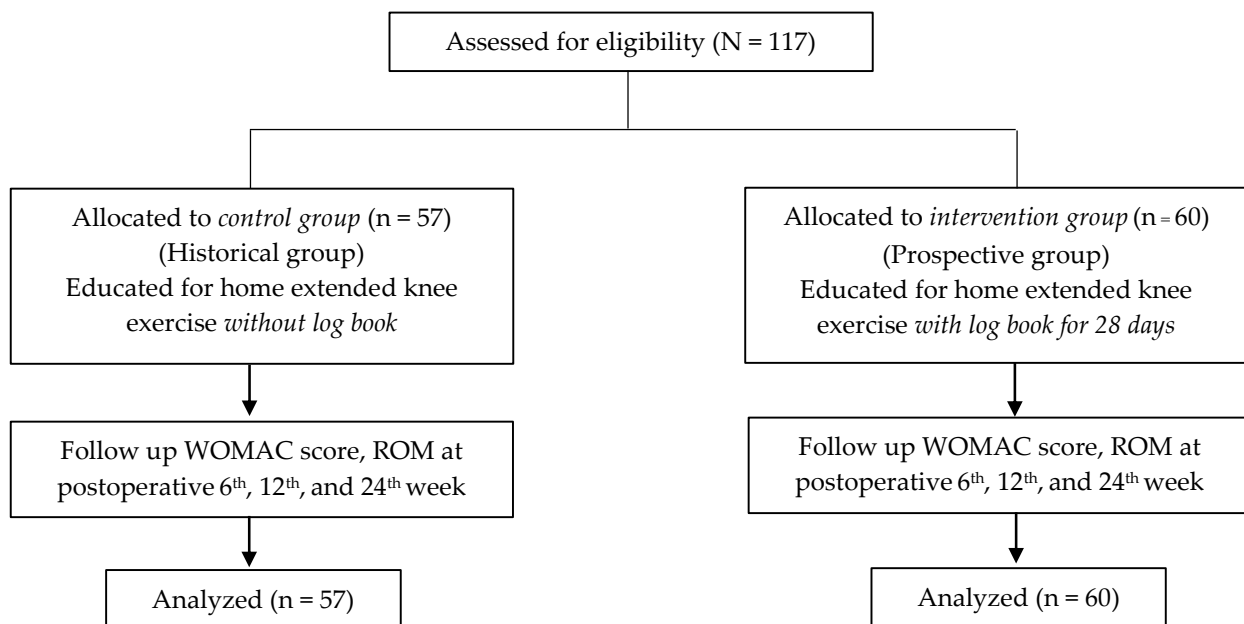 Assessed for eligibility (N = 117)
Allocated to control group (n = 57)
(Historical group)
Educated for home extended knee
exercise without log book
Allocated to intervention group (n = 60)
(Prospective group)
Educated for home extended knee
exercise with log book for 28 days
Follow up WOMAC score, ROM at
postoperative 6th, 12th, and 24th week
Follow up WOMAC score, ROM at
postoperative 6th, 12th, and 24th week
Analyzed (n = 57)
Analyzed (n = 60)